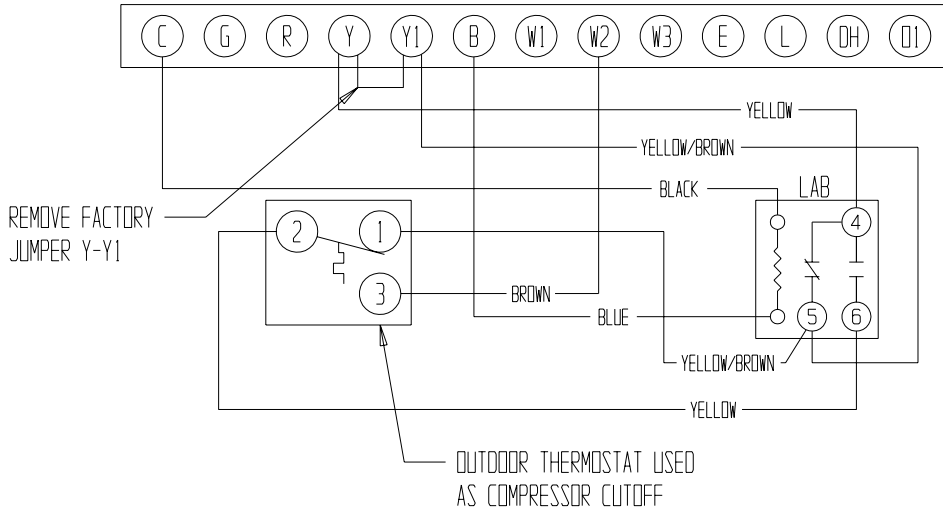 C G R Y Y1 B W1 W2 W3 E L DH O1
YELLOW
YELLOW/BROWN
BLACK
LAB
REMOVE FACTORY
JUMPER Y-Y1
2 1
4
3
BROWN
BLUE
5 6
YELLOW/BROWN
YELLOW
OUTDOOR THERMOSTAT USED
AS COMPRESSOR CUTOFF